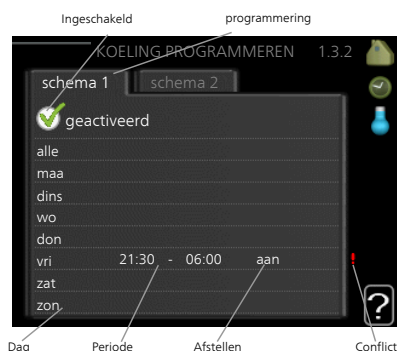 Ingeschakeld programmering
KOELING PROGRAMMEREN 1.3.2
schema 1 schema 2
geactiveerd
alle
maa
dins
wo
don
vri 21:30 - 06:00 aan !
zat
zon
?
Dag Periode Afstellen Conflict